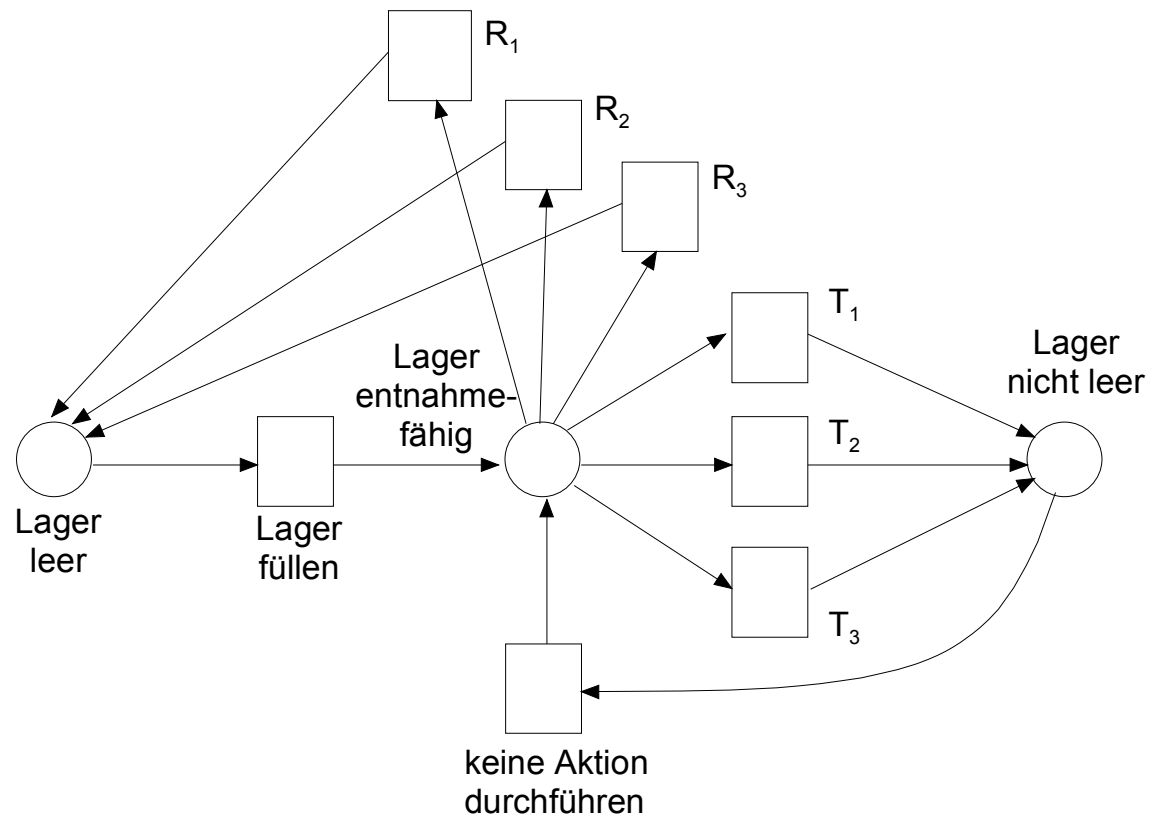 R₁
R₂
R₃
T₁
Lager
nicht leer
Lager
entnahme-
fähig
T₂
Lager
leer
Lager
füllen
T₃
keine Aktion
durchführen